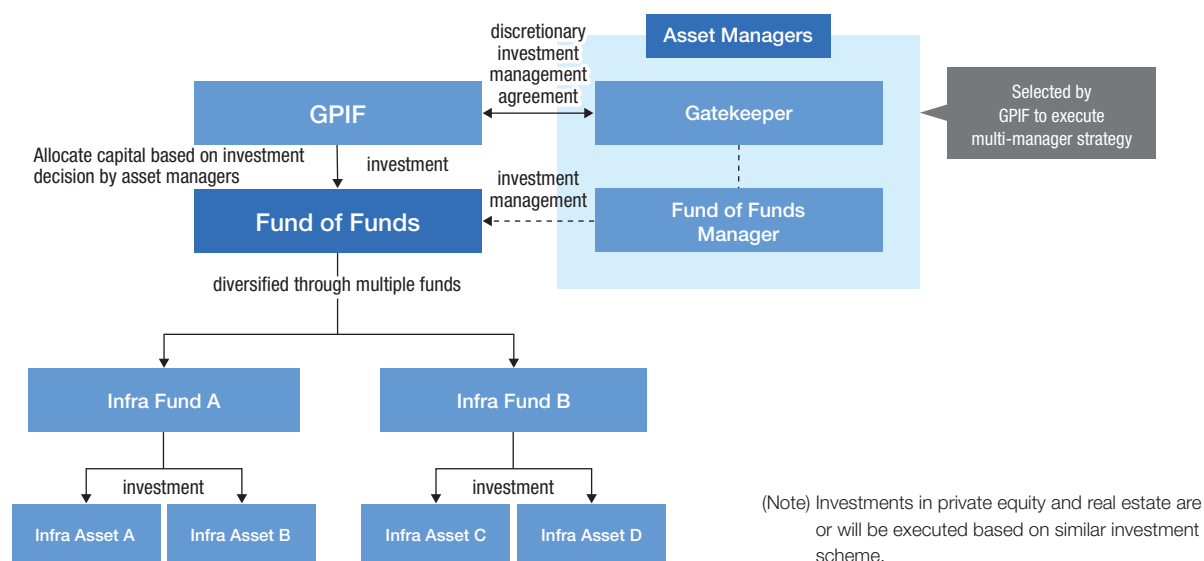 discretionary
investment
management
agreement
Asset Managers
GPIF
Gatekeeper
Selected by
GPIF to execute
multi-manager strategy
Allocate capital based on investment
decision by asset managers
investment
investment
management
Fund of Funds
Fund of Funds
Manager
diversified through multiple funds
Infra Fund A
Infra Fund B
investment
investment
Infra Asset A
Infra Asset B
Infra Asset C
Infra Asset D
(Note) Investments in private equity and real estate are
or will be executed based on similar investment
scheme.